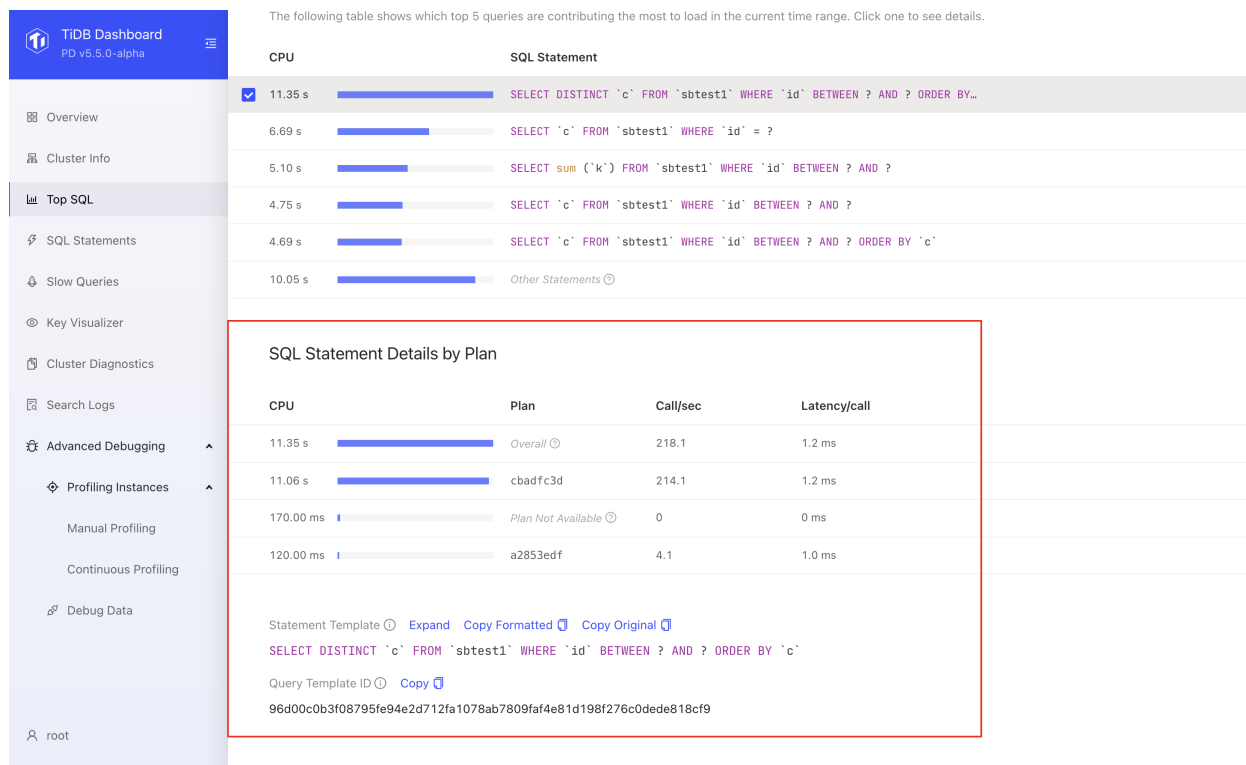 TiDB Dashboard
PD v5.5.0-alpha
Overview
Cluster Info
Top SQL
SQL Statements
Slow Queries
Key Visualizer
Cluster Diagnostics
Search Logs
Advanced Debugging
Profiling Instances
Manual Profiling
Continuous Profiling
Debug Data
root
The following table shows which top 5 queries are contributing the most to load in the current time range. Click one to see details.
CPU SQL Statement
11.35 s SELECT DISTINCT `c` FROM `sbtest1` WHERE `id` BETWEEN ? AND ? ORDER BY…
6.69 s SELECT `c` FROM `sbtest1` WHERE `id` = ?
5.10 s SELECT sum (`k`) FROM `sbtest1` WHERE `id` BETWEEN ? AND ?
4.75 s SELECT `c` FROM `sbtest1` WHERE `id` BETWEEN ? AND ?
4.69 s SELECT `c` FROM `sbtest1` WHERE `id` BETWEEN ? AND ? ORDER BY `c`
10.05 s Other Statements
SQL Statement Details by Plan
CPU Plan Call/sec Latency/call
11.35 s Overall 218.1 1.2 ms
11.06 s cbadfc3d 214.1 1.2 ms
170.00 ms Plan Not Available 0 0 ms
120.00 ms a2853edf 4.1 1.0 ms
Statement Template Expand Copy Formatted Copy Original
SELECT DISTINCT `c` FROM `sbtest1` WHERE `id` BETWEEN ? AND ? ORDER BY `c`
Query Template ID Copy
96d00c0b3f08795fe94e2d712fa1078ab7809faf4e81d198f276c0dede818cf9